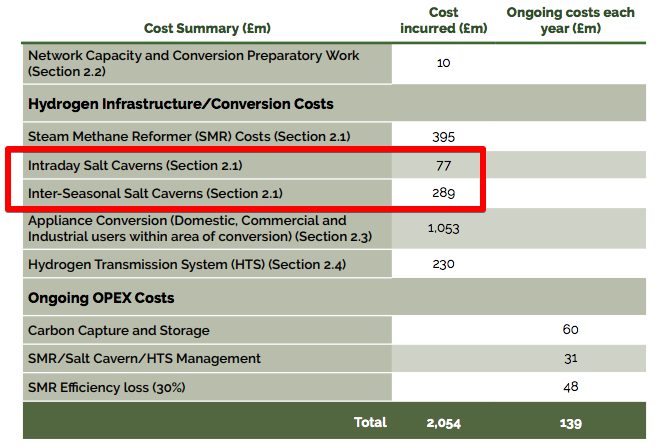 Cost Summary (£m) Cost incurred (£m) Ongoing costs each year (£m)
Network Capacity and Conversion Preparatory Work
(Section 2.2) 10
Hydrogen Infrastructure/Conversion Costs
Steam Methane Reformer (SMR) Costs (Section 2.1) 395
Intraday Salt Caverns (Section 2.1) 77
Inter-Seasonal Salt Caverns (Section 2.1) 289
Appliance Conversion (Domestic, Commercial and
Industrial users within area of conversion) (Section 2.3) 1,053
Hydrogen Transmission System (HTS) (Section 2.4) 230
Ongoing OPEX Costs
Carbon Capture and Storage 60
SMR/Salt Cavern/HTS Management 31
SMR Efficiency loss (30%) 48
Total 2,054 139